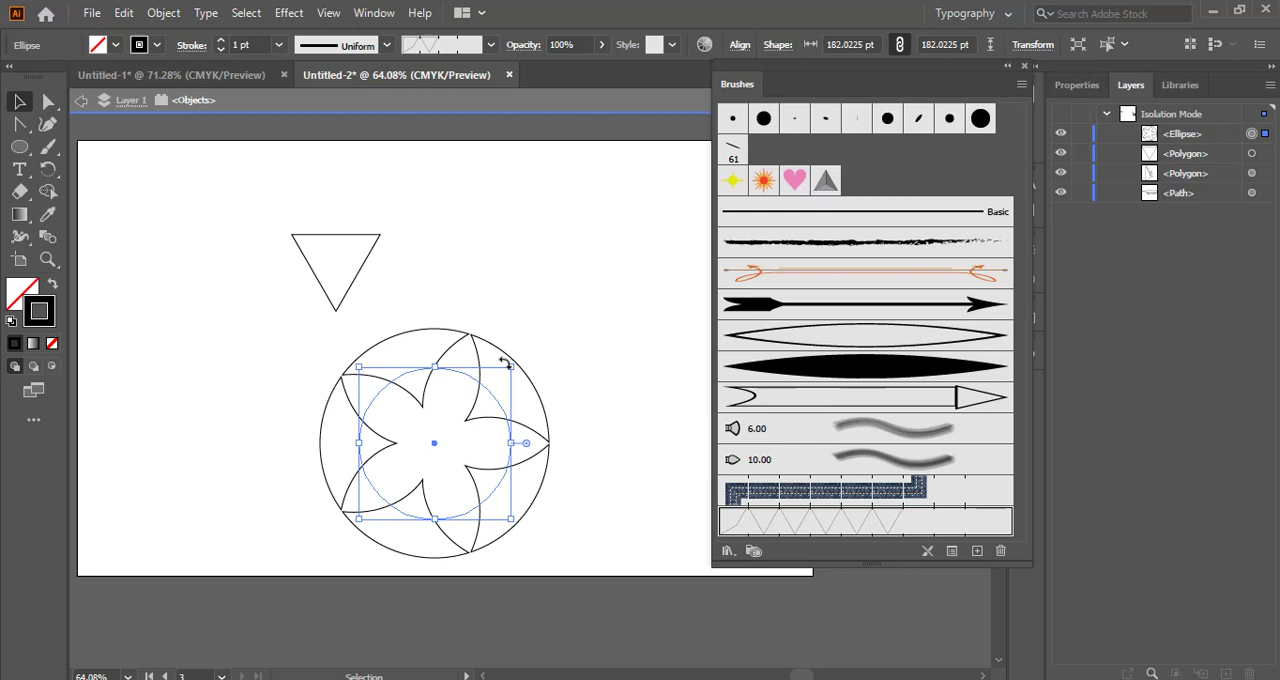 Ai File Edit Object Type Select Effect View Window Help Typography Search Adobe Stock
Ellipse Stroke: 1 pt Uniform Opacity: 100% Style: Align Shape: 182.0225 pt 182.0225 pt Transform
Untitled-1* @ 71.28% (CMYK/Preview) × Untitled-2* @ 64.08% (CMYK/Preview) ×
Layer 1 <Objects>
Brushes
61
Basic
6.00
10.00
Properties Layers Libraries
Isolation Mode
<Ellipse>
<Polygon>
<Polygon>
<Path>
64.08% 3 Selection